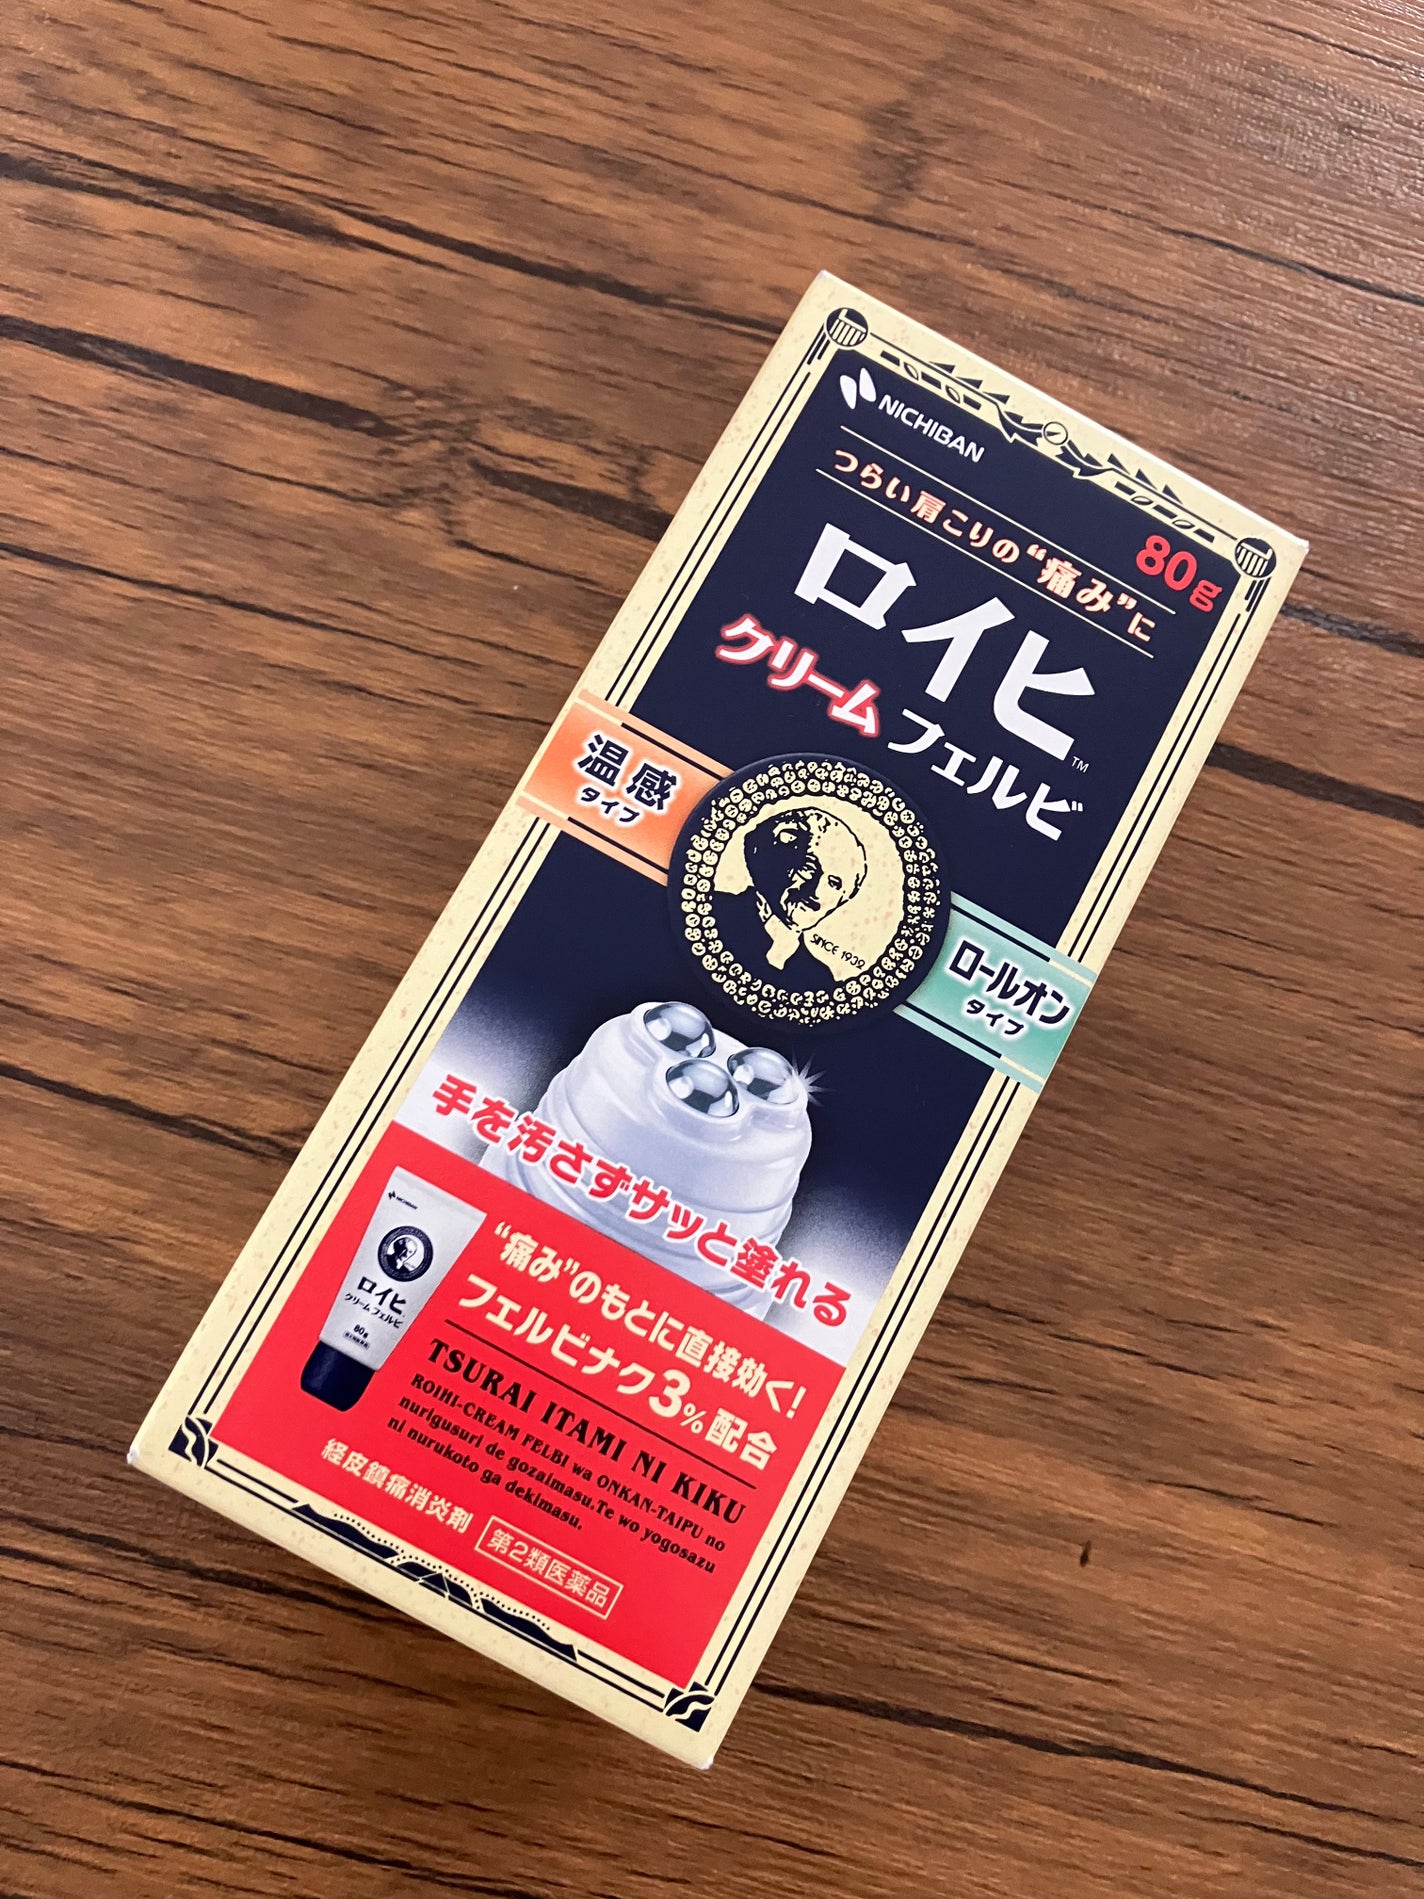 NICHIBAN
つらい肩こりの“痛み”に
80g
ロイヒ™
クリームフェルビ
温感
タイプ
SINCE 1932
ロールオン
タイプ
手を汚さずサッと塗れる
NICHIBAN
ロイヒ
クリームフェルビ
80g
“痛み”のもとに直接効く!
フェルビナク3%配合
TSURAI ITAMI NI KIKU
ROIHI-CREAM FELBI wa ONKAN-TAIPU no
nurigusuri de gozaimasu.Te wo yogosazu
ni nurukoto ga dekimasu.
経皮鎮痛消炎剤
第2類医薬品